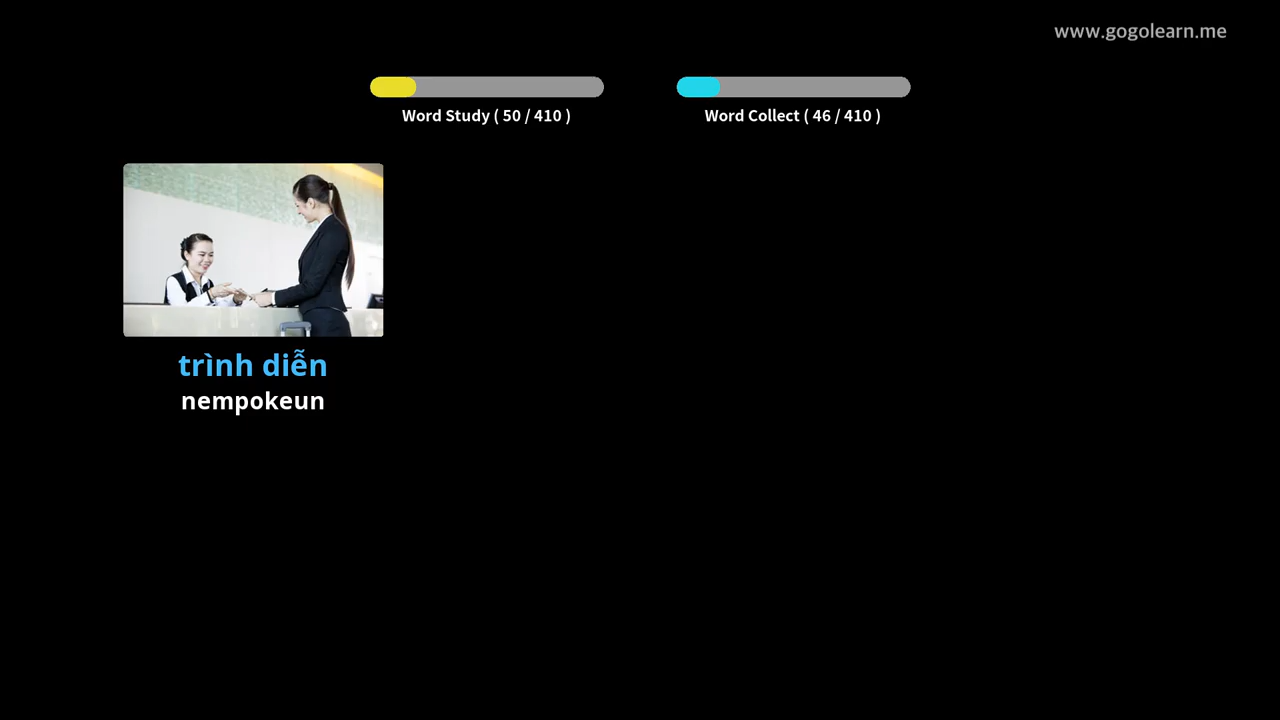 www.gogolearn.me
Word Study ( 50 / 410 )
Word Collect ( 46 / 410 )
trình diễn
nempokeun